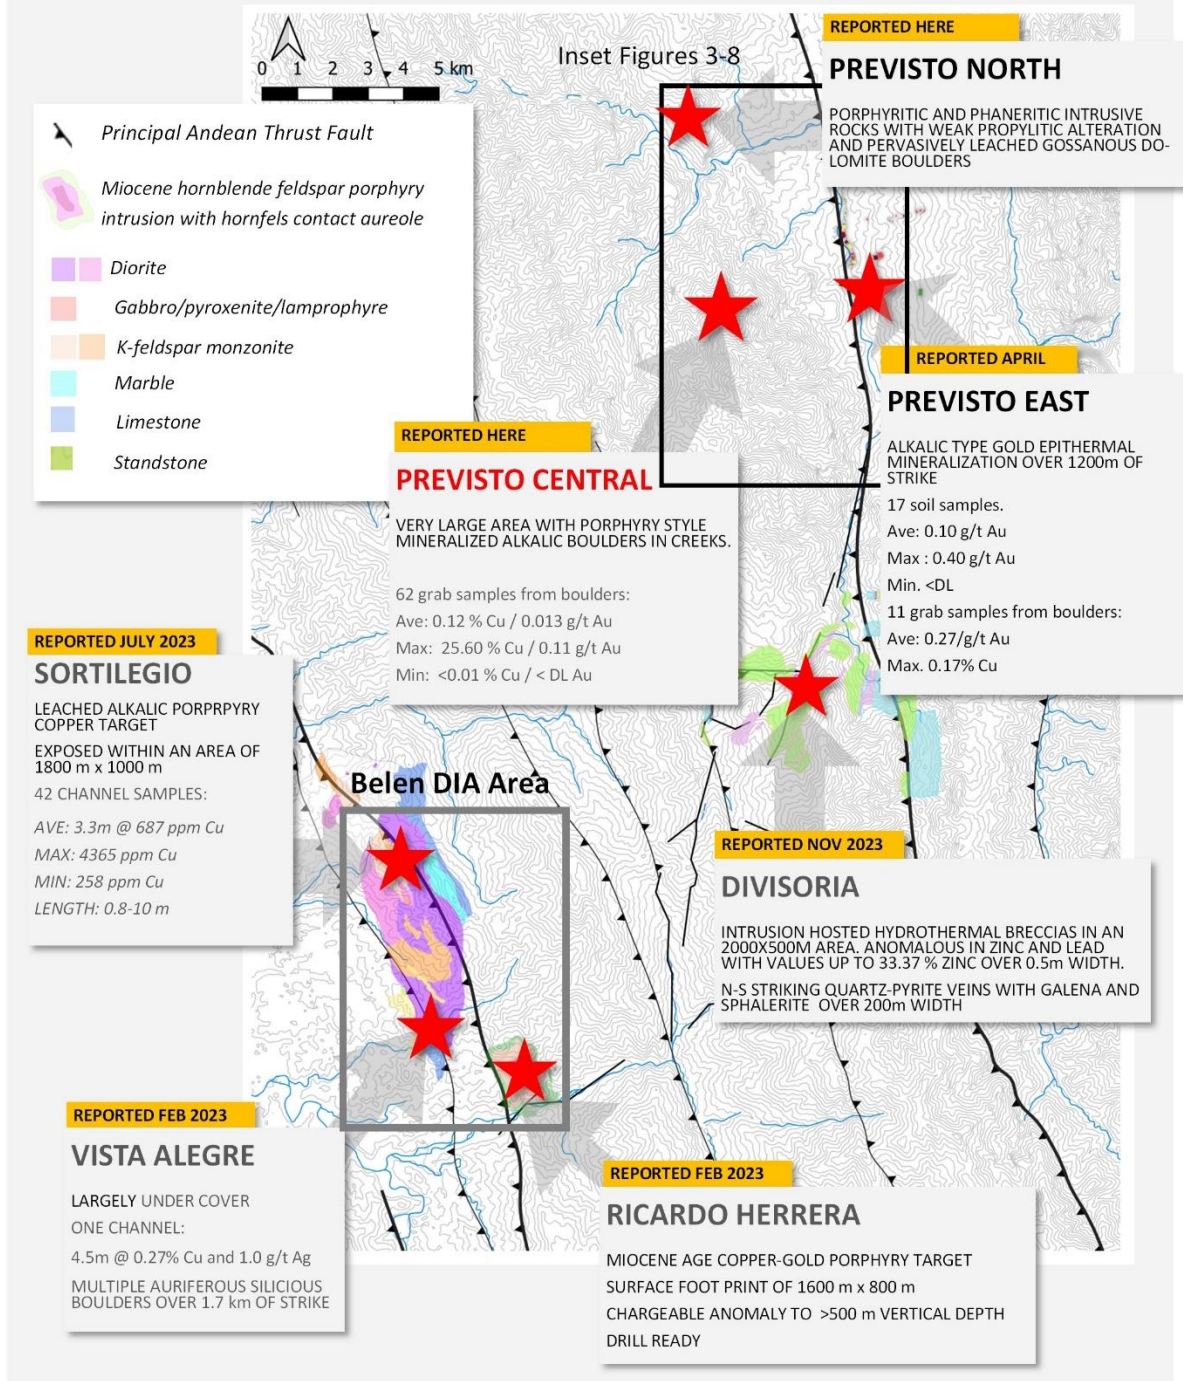 REPORTED HERE
PREVISTO NORTH
PORPHYRITIC AND PHANERITIC INTRUSIVE
ROCKS WITH WEAK PROPYLITIC ALTERATION
AND PERVASIVELY LEACHED GOSSANOUS DO-
LOMITE BOULDERS
Inset Figures 3-8
0 1 2 3 4 5 km
Principal Andean Thrust Fault
Miocene hornblende feldspar porphyry
intrusion with hornfels contact aureole
Diorite
Gabbro/pyroxenite/lamprophyre
K-feldspar monzonite
Marble
Limestone
Standstone
REPORTED APRIL
PREVISTO EAST
ALKALIC TYPE GOLD EPITHERMAL
MINERALIZATION OVER 1200m OF
STRIKE
17 soil samples.
Ave: 0.10 g/t Au
Max : 0.40 g/t Au
Min. <DL
11 grab samples from boulders:
Ave: 0.27/g/t Au
Max. 0.17% Cu
REPORTED HERE
PREVISTO CENTRAL
VERY LARGE AREA WITH PORPHYRY STYLE
MINERALIZED ALKALIC BOULDERS IN CREEKS.
62 grab samples from boulders:
Ave: 0.12 % Cu / 0.013 g/t Au
Max: 25.60 % Cu / 0.11 g/t Au
Min: <0.01 % Cu / < DL Au
REPORTED JULY 2023
SORTILEGIO
LEACHED ALKALIC PORPRPYRY
COPPER TARGET
EXPOSED WITHIN AN AREA OF
1800 m x 1000 m
42 CHANNEL SAMPLES:
AVE: 3.3m @ 687 ppm Cu
MAX: 4365 ppm Cu
MIN: 258 ppm Cu
LENGTH: 0.8-10 m
Belen DIA Area
REPORTED NOV 2023
DIVISORIA
INTRUSION HOSTED HYDROTHERMAL BRECCIAS IN AN
2000X500M AREA. ANOMALOUS IN ZINC AND LEAD
WITH VALUES UP TO 33.37 % ZINC OVER 0.5m WIDTH.
N-S STRIKING QUARTZ-PYRITE VEINS WITH GALENA AND
SPHALERITE OVER 200m WIDTH
REPORTED FEB 2023
VISTA ALEGRE
LARGELY UNDER COVER
ONE CHANNEL:
4.5m @ 0.27% Cu and 1.0 g/t Ag
MULTIPLE AURIFEROUS SILICIOUS
BOULDERS OVER 1.7 km OF STRIKE
REPORTED FEB 2023
RICARDO HERRERA
MIOCENE AGE COPPER-GOLD PORPHYRY TARGET
SURFACE FOOT PRINT OF 1600 m x 800 m
CHARGEABLE ANOMALY TO >500 m VERTICAL DEPTH
DRILL READY